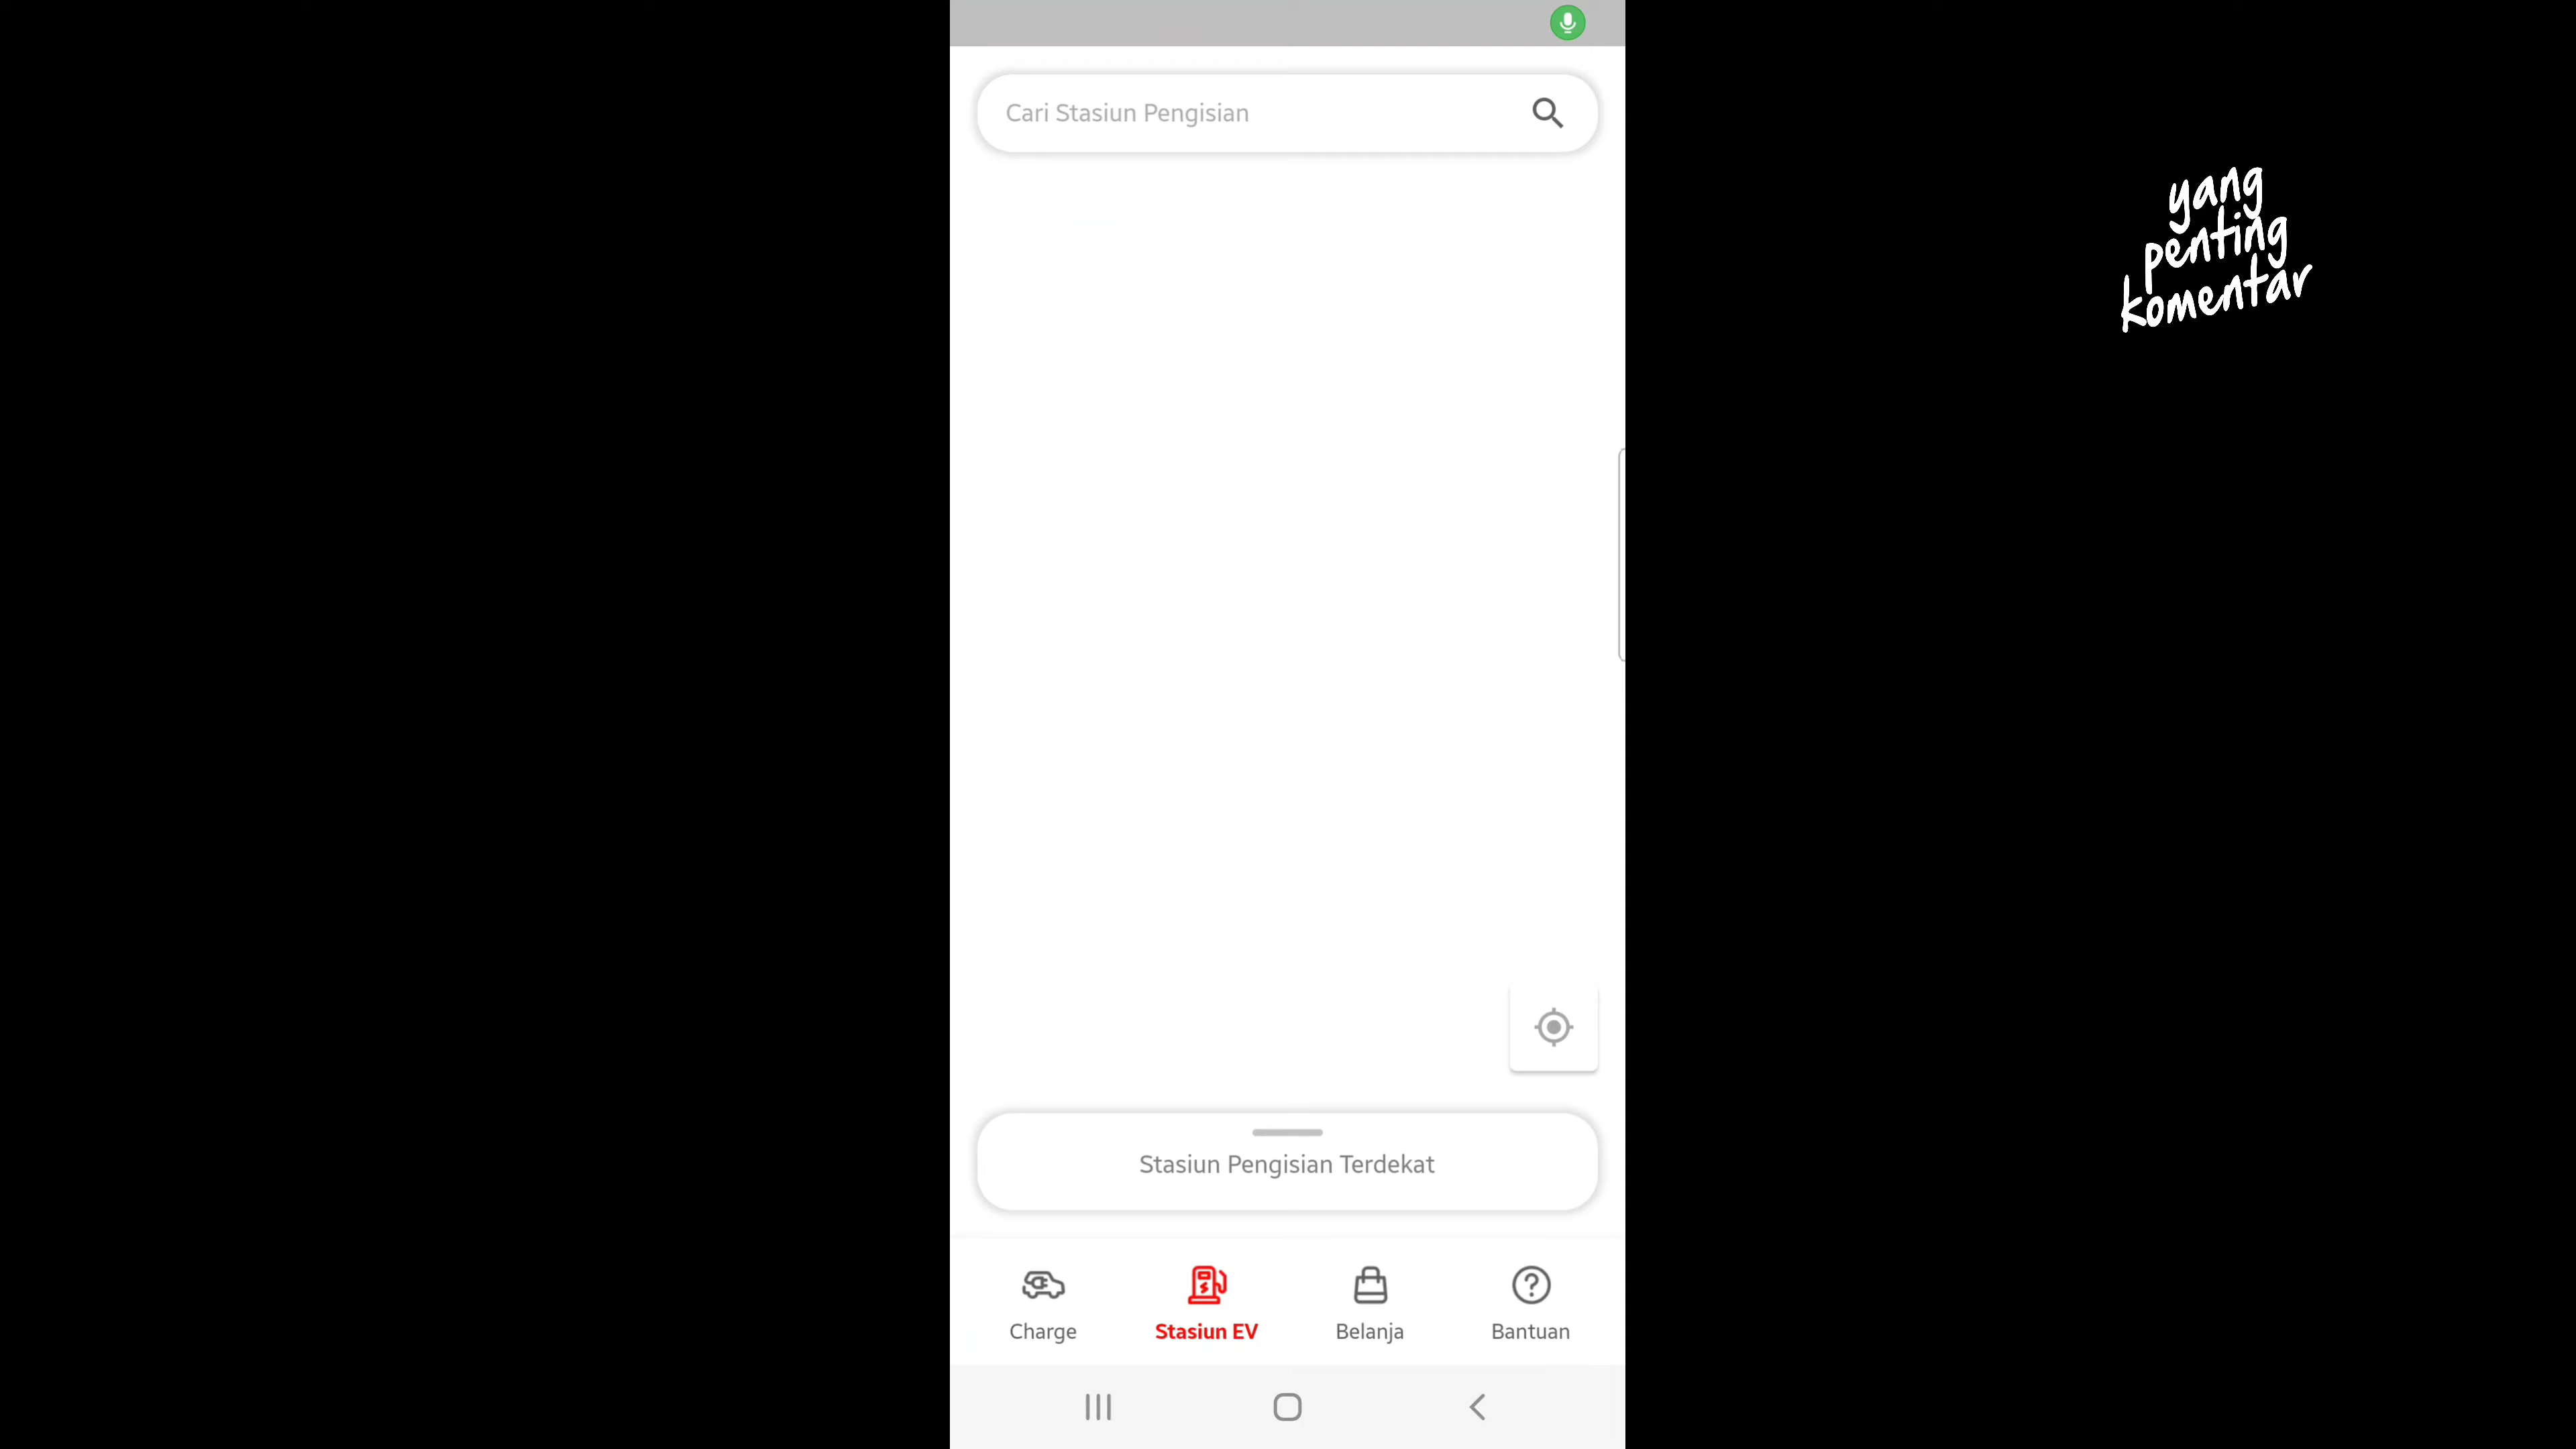 Cari Stasiun Pengisian
yang
penting
komentar
Stasiun Pengisian Terdekat
Charge
Stasiun EV
Belanja
Bantuan